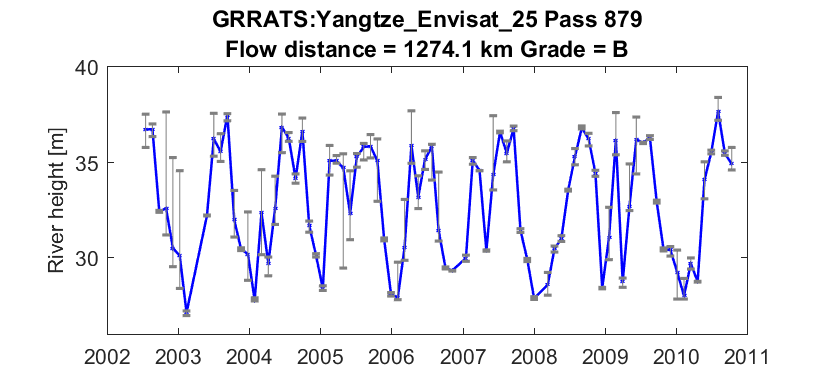 GRRATS:Yangtze_Envisat_25 Pass 879
Flow distance = 1274.1 km Grade = B
River height [m]
40
35
30
2002 2003 2004 2005 2006 2007 2008 2009 2010 2011